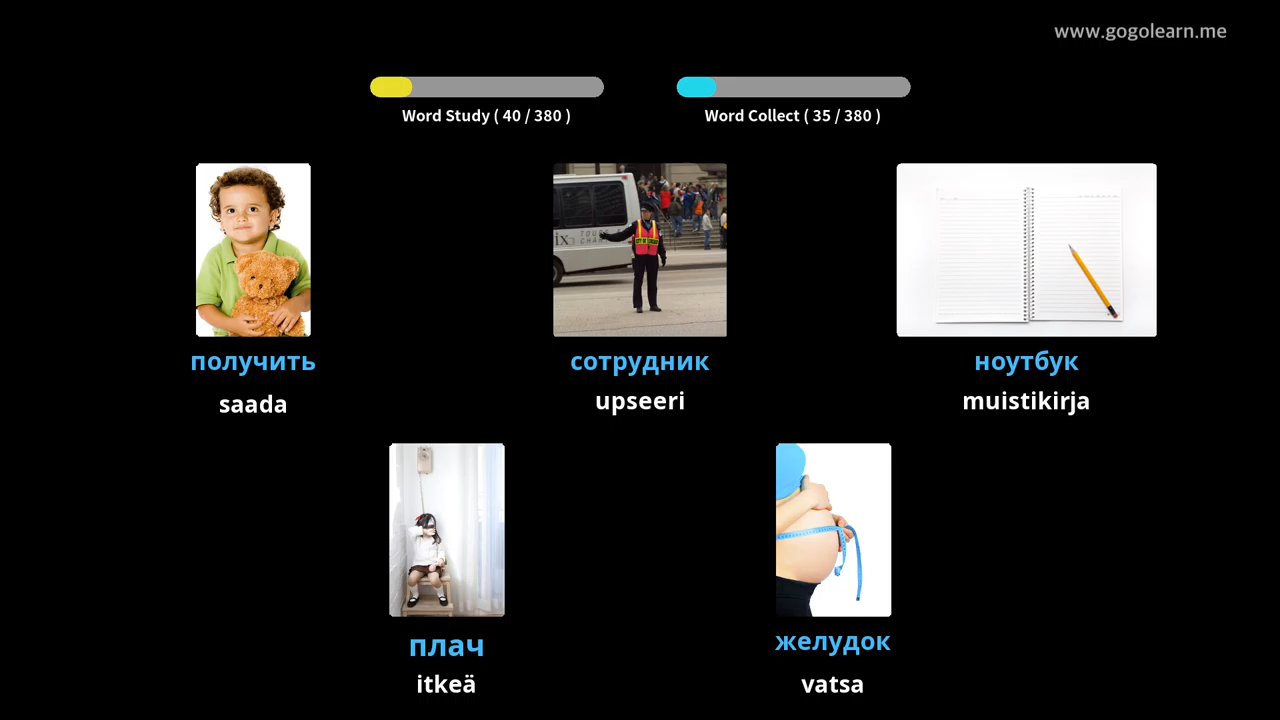 www.gogolearn.me
Word Study ( 40 / 380 )
Word Collect ( 35 / 380 )
получить
сотрудник
ноутбук
saada
upseeri
muistikirja
плач
желудок
itkeä
vatsa